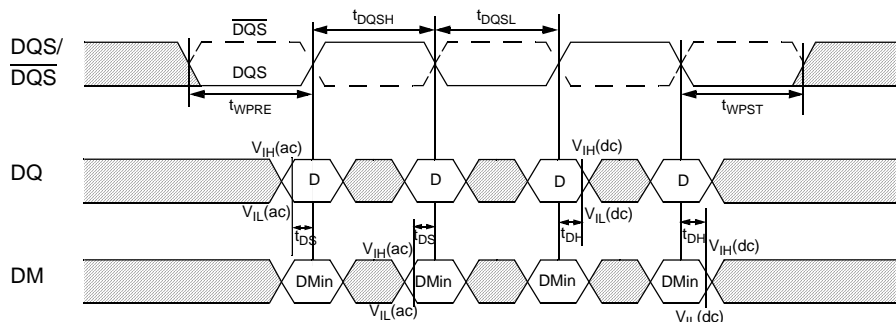 tDQSH tDQSL
DQS
DQS/
DQS
DQS
tWPRE tWPST
VIH(ac) VIH(dc)
DQ
D D D D
VIL(ac) VIL(dc)
tDS tDS tDH tDH
VIH(ac) VIH(dc)
DM
DMin DMin DMin DMin
VIL(ac) VIL(dc)